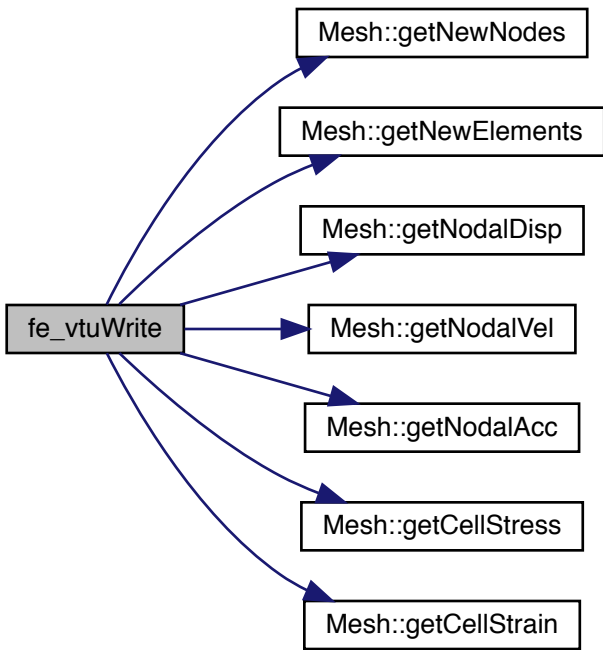 Mesh::getNewNodes
Mesh::getNewElements
Mesh::getNodalDisp
fe_vtuWrite
Mesh::getNodalVel
Mesh::getNodalAcc
Mesh::getCellStress
Mesh::getCellStrain